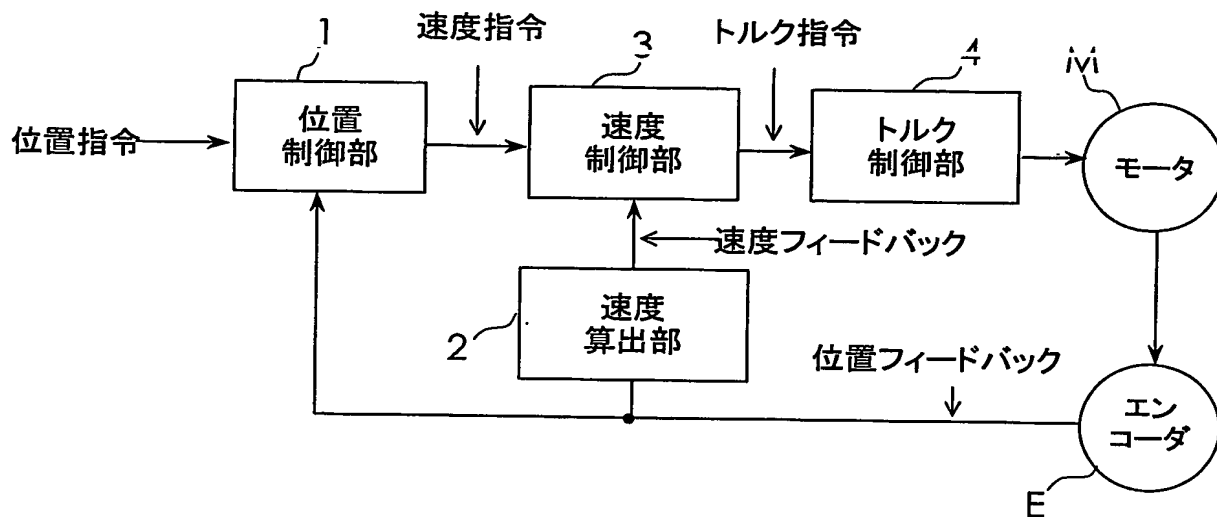 1
速度指令
3
トルク指令
4
M
位置指令
位置
制御部
速度
制御部
トルク
制御部
モータ
速度フィードバック
2
速度
算出部
位置フィードバック
エン
コーダ
E